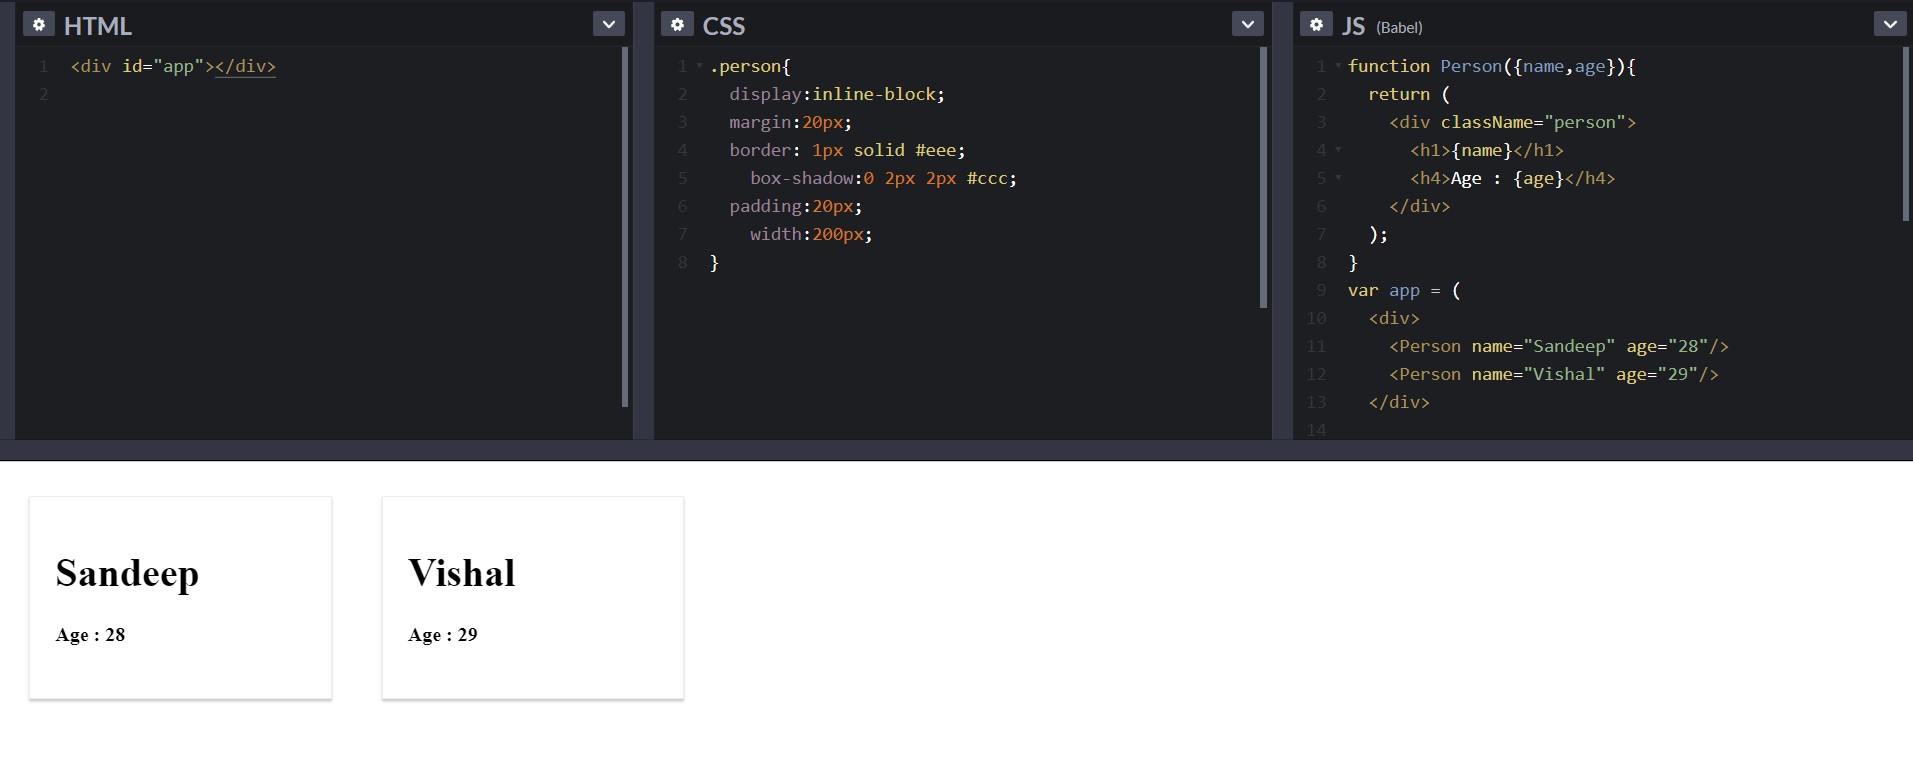 HTML
1 <div id="app"></div>
2
CSS
1 .person{
2 display:inline-block;
3 margin:20px;
4 border: 1px solid #eee;
5 box-shadow:0 2px 2px #ccc;
6 padding:20px;
7 width:200px;
8 }
JS (Babel)
1 function Person({name,age}){
2 return (
3 <div className="person">
4 <h1>{name}</h1>
5 <h4>Age : {age}</h4>
6 </div>
7 );
8 }
9 var app = (
10 <div>
11 <Person name="Sandeep" age="28"/>
12 <Person name="Vishal" age="29"/>
13 </div>
14
Sandeep
Age : 28
Vishal
Age : 29